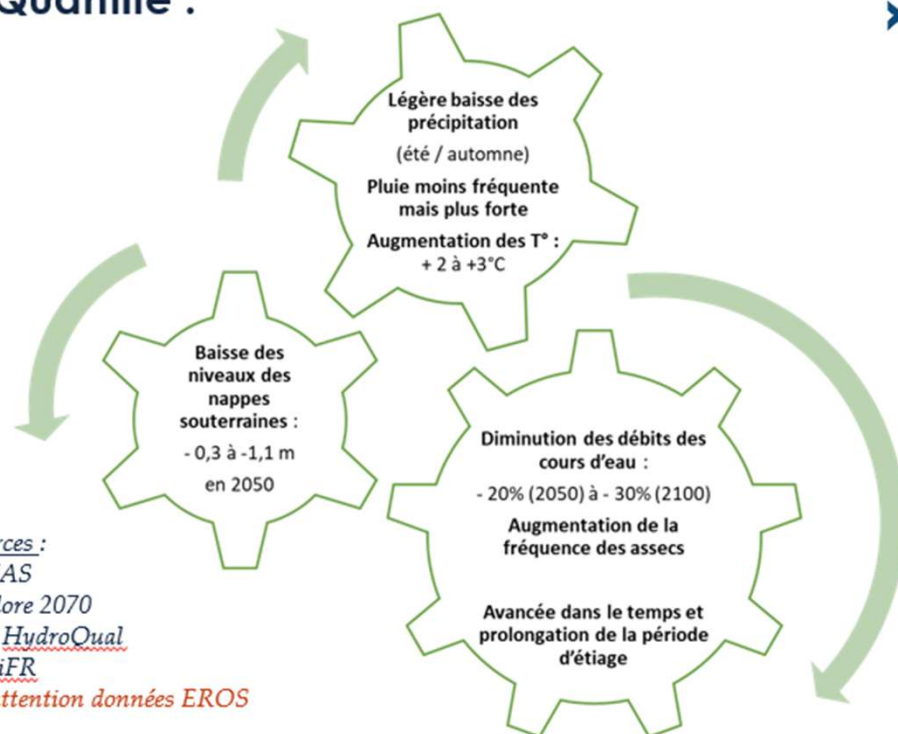 Quantité :
Légère baisse des
précipitation
(été / automne)
Pluie moins fréquente
mais plus forte
Augmentation des T° :
+ 2 à +3°C
Baisse des
niveaux des
nappes
souterraines :
- 0,3 à -1,1 m
en 2050
Diminution des débits des
cours d'eau :
- 20% (2050) à - 30% (2100)
Augmentation de la
fréquence des assecs
Avancée dans le temps et
prolongation de la période
d'étiage
rces :
AS
lore 2070
HydroQual
iFR
ttention données EROS